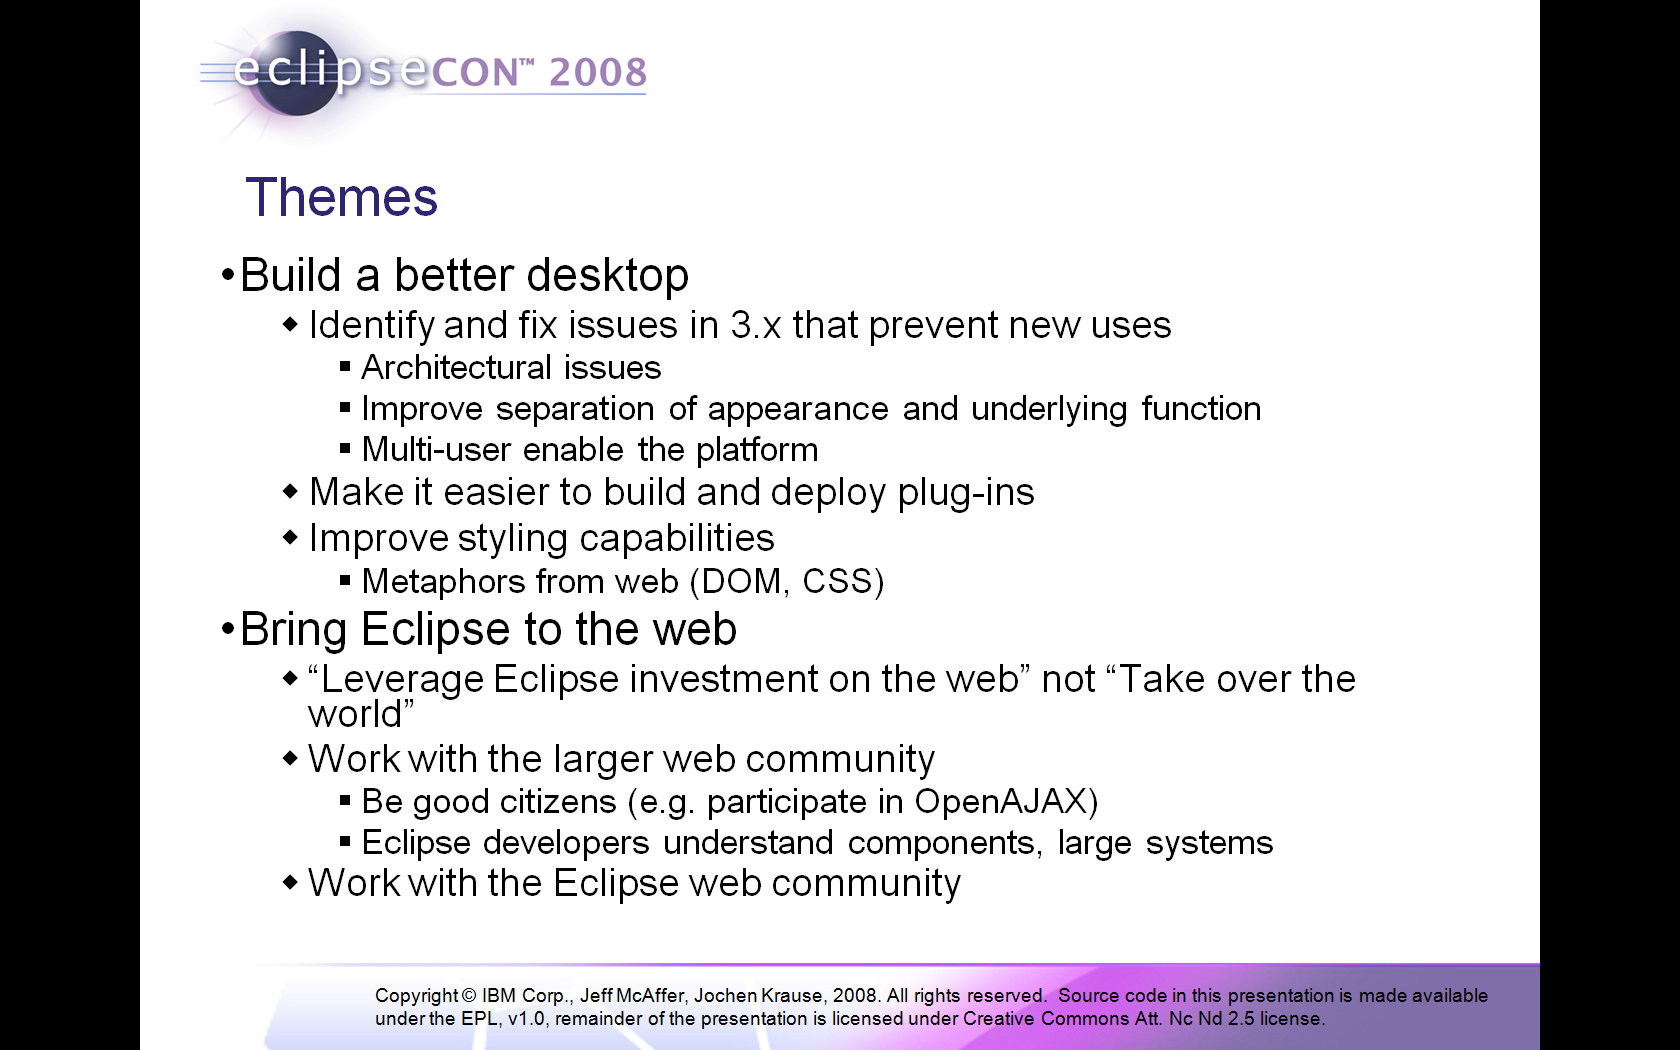 eclipseCON™ 2008
Themes
•Build a better desktop
◆ Identify and fix issues in 3.x that prevent new uses
▪ Architectural issues
▪ Improve separation of appearance and underlying function
▪ Multi-user enable the platform
◆ Make it easier to build and deploy plug-ins
◆ Improve styling capabilities
▪ Metaphors from web (DOM, CSS)
•Bring Eclipse to the web
◆ “Leverage Eclipse investment on the web” not “Take over the
world”
◆ Work with the larger web community
▪ Be good citizens (e.g. participate in OpenAJAX)
▪ Eclipse developers understand components, large systems
◆ Work with the Eclipse web community
Copyright © IBM Corp., Jeff McAffer, Jochen Krause, 2008. All rights reserved. Source code in this presentation is made available
under the EPL, v1.0, remainder of the presentation is licensed under Creative Commons Att. Nc Nd 2.5 license.